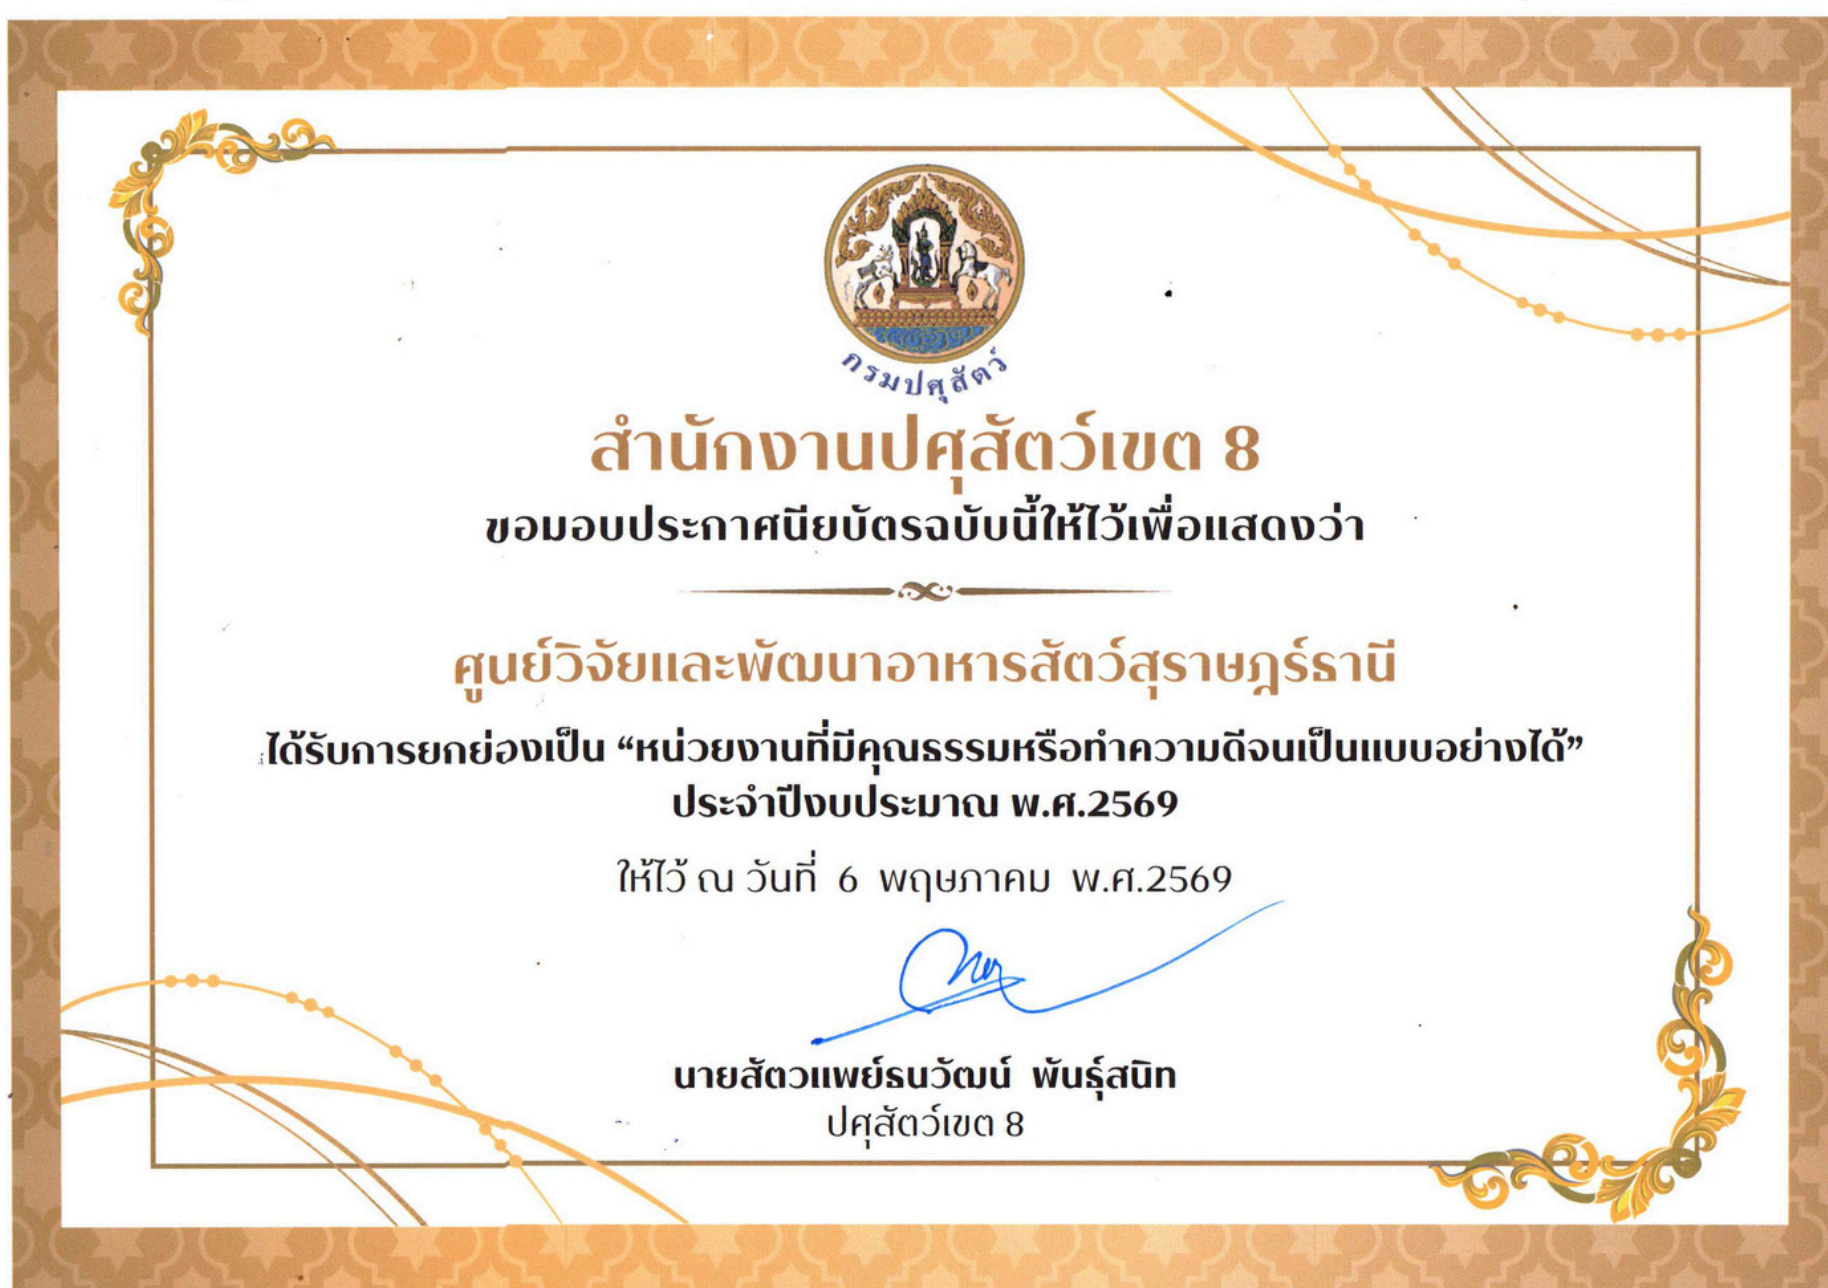 กรมปศุสัตว์
สำนักงานปศุสัตว์เขต 8
ขอมอบประกาศนียบัตรฉบับนี้ให้ไว้เพื่อแสดงว่า
ศูนย์วิจัยและพัฒนาอาหารสัตว์สุราษฎร์ธานี
ได้รับการยกย่องเป็น “หน่วยงานที่มีคุณธรรมหรือทำความดีจนเป็นแบบอย่างได้”
ประจำปีงบประมาณ พ.ศ.2569
ให้ไว้ ณ วันที่ 6 พฤษภาคม พ.ศ.2569
นายสัตวแพย์ธนวัฒน์ พันธุ์สนิท
ปศุสัตว์เขต 8